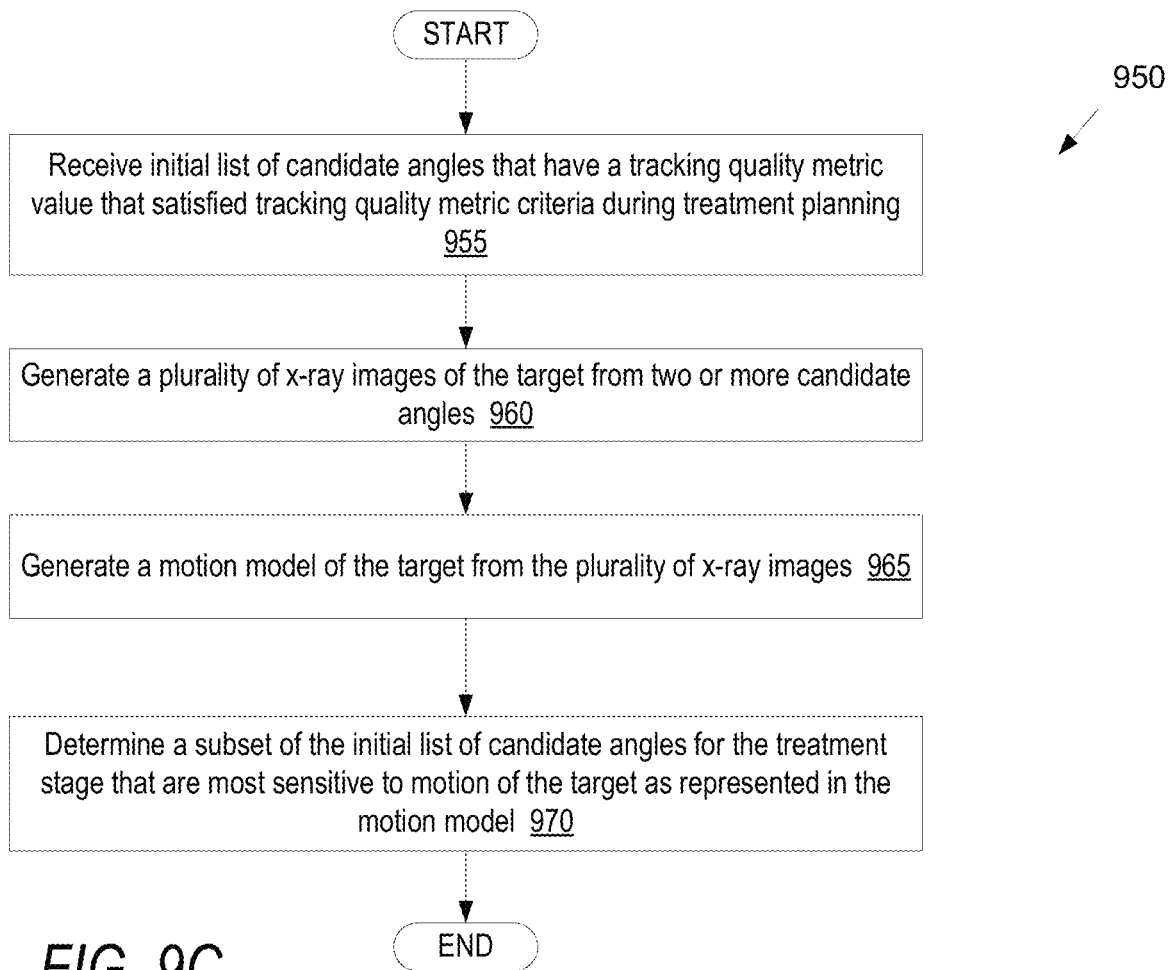 START
950
Receive initial list of candidate angles that have a tracking quality metric
value that satisfied tracking quality metric criteria during treatment planning
955
Generate a plurality of x-ray images of the target from two or more candidate
angles 960
Generate a motion model of the target from the plurality of x-ray images 965
Determine a subset of the initial list of candidate angles for the treatment
stage that are most sensitive to motion of the target as represented in the
motion model 970
END
FIG. 9C